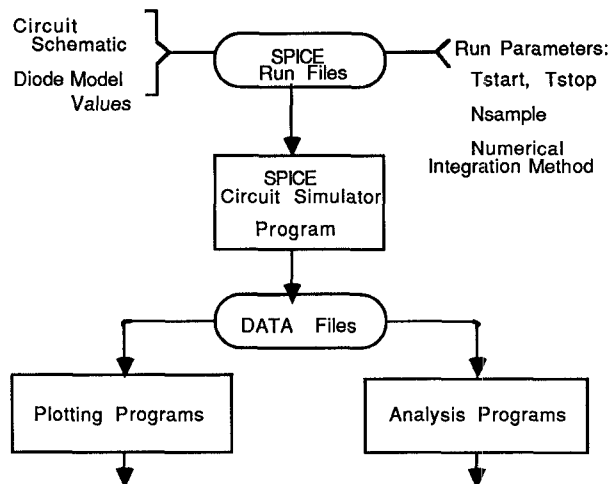 Circuit
Schematic
Diode Model
Values
SPICE
Run Files
Run Parameters:
Tstart, Tstop
Nsample
Numerical
Integration Method
SPICE
Circuit Simulator
Program
DATA Files
Plotting Programs
Analysis Programs